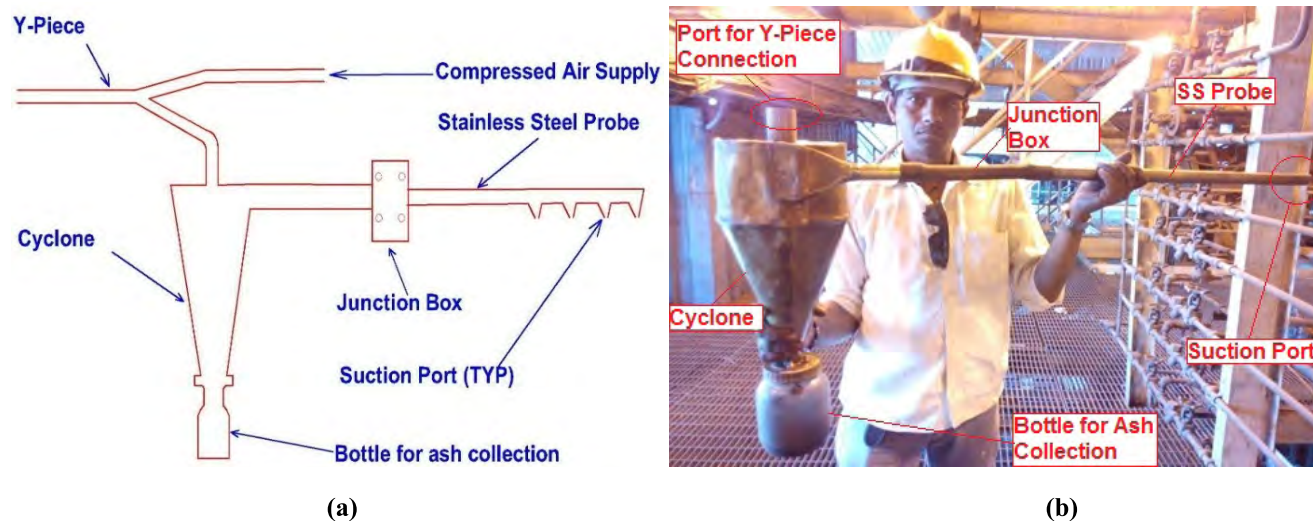 Y-Piece
Compressed Air Supply
Stainless Steel Probe
Cyclone
Junction Box
Suction Port (TYP)
Bottle for ash collection
(a)
Port for Y-Piece
Connection
SS Probe
Junction
Box
Cyclone
Suction Port
Bottle for Ash
Collection
(b)